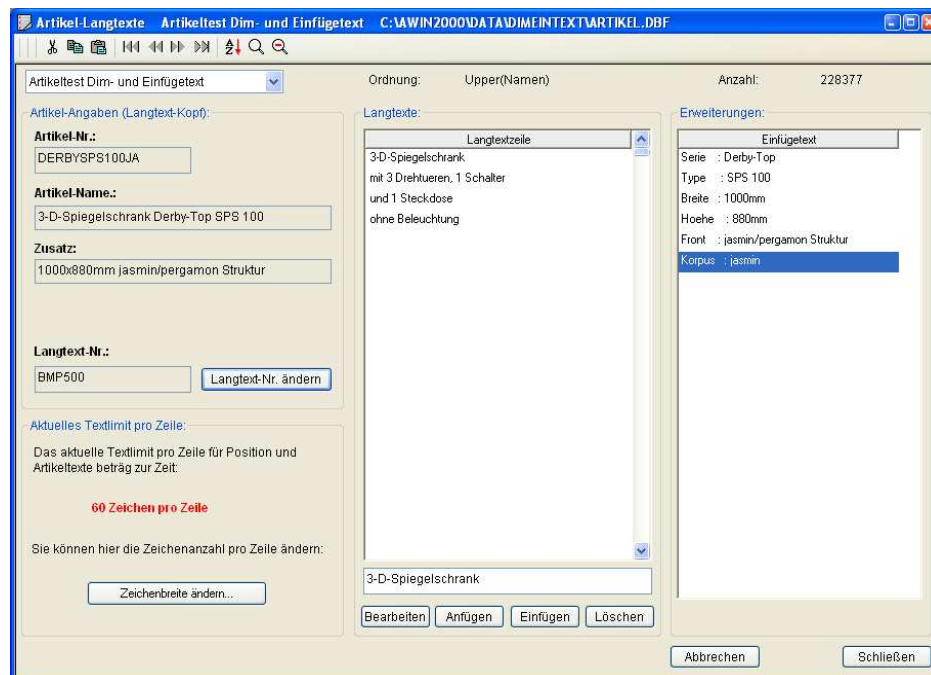 Artikel-Langtexte Artikeltest Dim- und Einfügetext C:\AWIN2000\DATA\DIMEINTEXT\ARTIKEL.DBF
Artikeltest Dim- und Einfügetext
Ordnung: Upper(Namen)
Anzahl: 228377
Artikel-Angaben (Langtext-Kopf):
Artikel-Nr.:
DERBYSPS100JA
Artikel-Name.:
3-D-Spiegelschrank Derby-Top SPS 100
Zusatz:
1000x880mm jasmin/pergamon Struktur
Langtext-Nr.:
BMP500
Langtext-Nr. ändern
Aktuelles Textlimit pro Zeile:
Das aktuelle Textlimit pro Zeile für Position und
Artikeltexte beträg zur Zeit:
60 Zeichen pro Zeile
Sie können hier die Zeichenanzahl pro Zeile ändern:
Zeichenbreite ändern...
Langtexte:
Langtextzeile
3-D-Spiegelschrank
mit 3 Drehtueren, 1 Schalter
und 1 Steckdose
ohne Beleuchtung
3-D-Spiegelschrank
Bearbeiten Anfügen Einfügen Löschen
Erweiterungen:
Einfügetext
Serie : Derby-Top
Type : SPS 100
Breite : 1000mm
Hoehe : 880mm
Front : jasmin/pergamon Struktur
Korpus : jasmin
Abbrechen Schließen